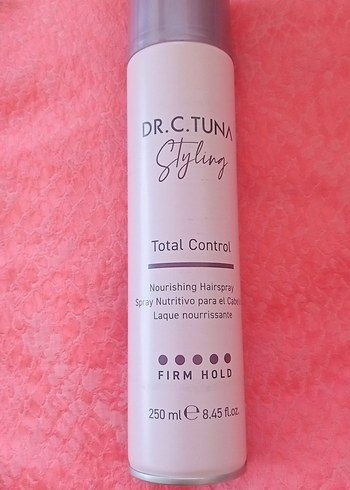 DR.C.TUNA
Styling
Total Control
Nourishing Hairspray
Spray Nutritivo para el
Laque nourrissante
FIRM HOLD
250 ml ℮ 8.45 fl.oz.